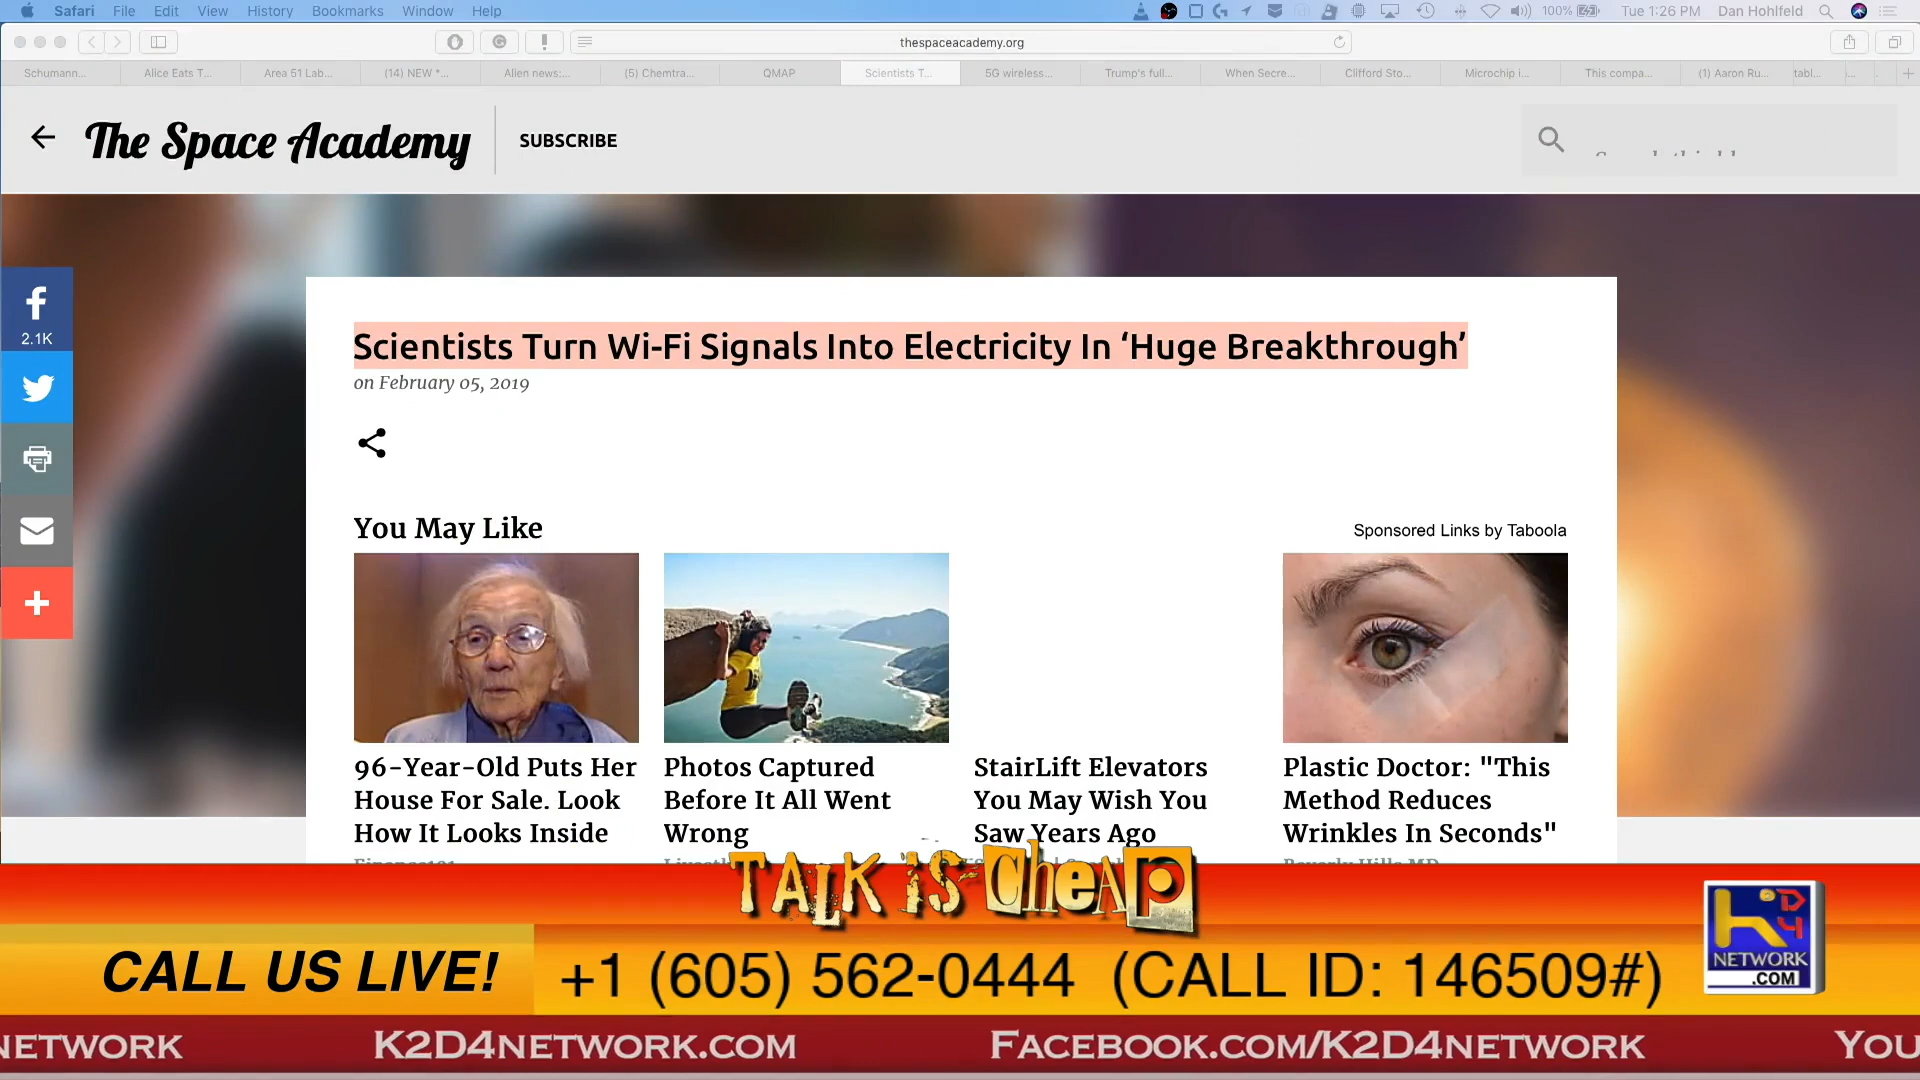 Safari File Edit View History Bookmarks Window Help 100% Tue 1:26 PM Dan Hohlfeld
thespaceacademy.org
Schumann... Alice Eats T... Area 51 Lab... (14) NEW *... Alien news:... (5) Chemtra... QMAP Scientists T... 5G wireless... Trump's full... When Secre... Clifford Sto... Microchip i... This compa... (1) Aaron Ru... tabl...
The Space Academy SUBSCRIBE
2.1K
Scientists Turn Wi-Fi Signals Into Electricity In ‘Huge Breakthrough’
on February 05, 2019
You May Like
Sponsored Links by Taboola
96-Year-Old Puts Her
House For Sale. Look
How It Looks Inside
Photos Captured
Before It All Went
Wrong
StairLift Elevators
You May Wish You
Saw Years Ago
Plastic Doctor: "This
Method Reduces
Wrinkles In Seconds"
TALK iS CheAp
CALL US LIVE! +1 (605) 562-0444 (CALL ID: 146509#)
K2D4
NETWORK
.COM
NETWORK K2D4NETWORK.COM FACEBOOK.COM/K2D4NETWORK YOU